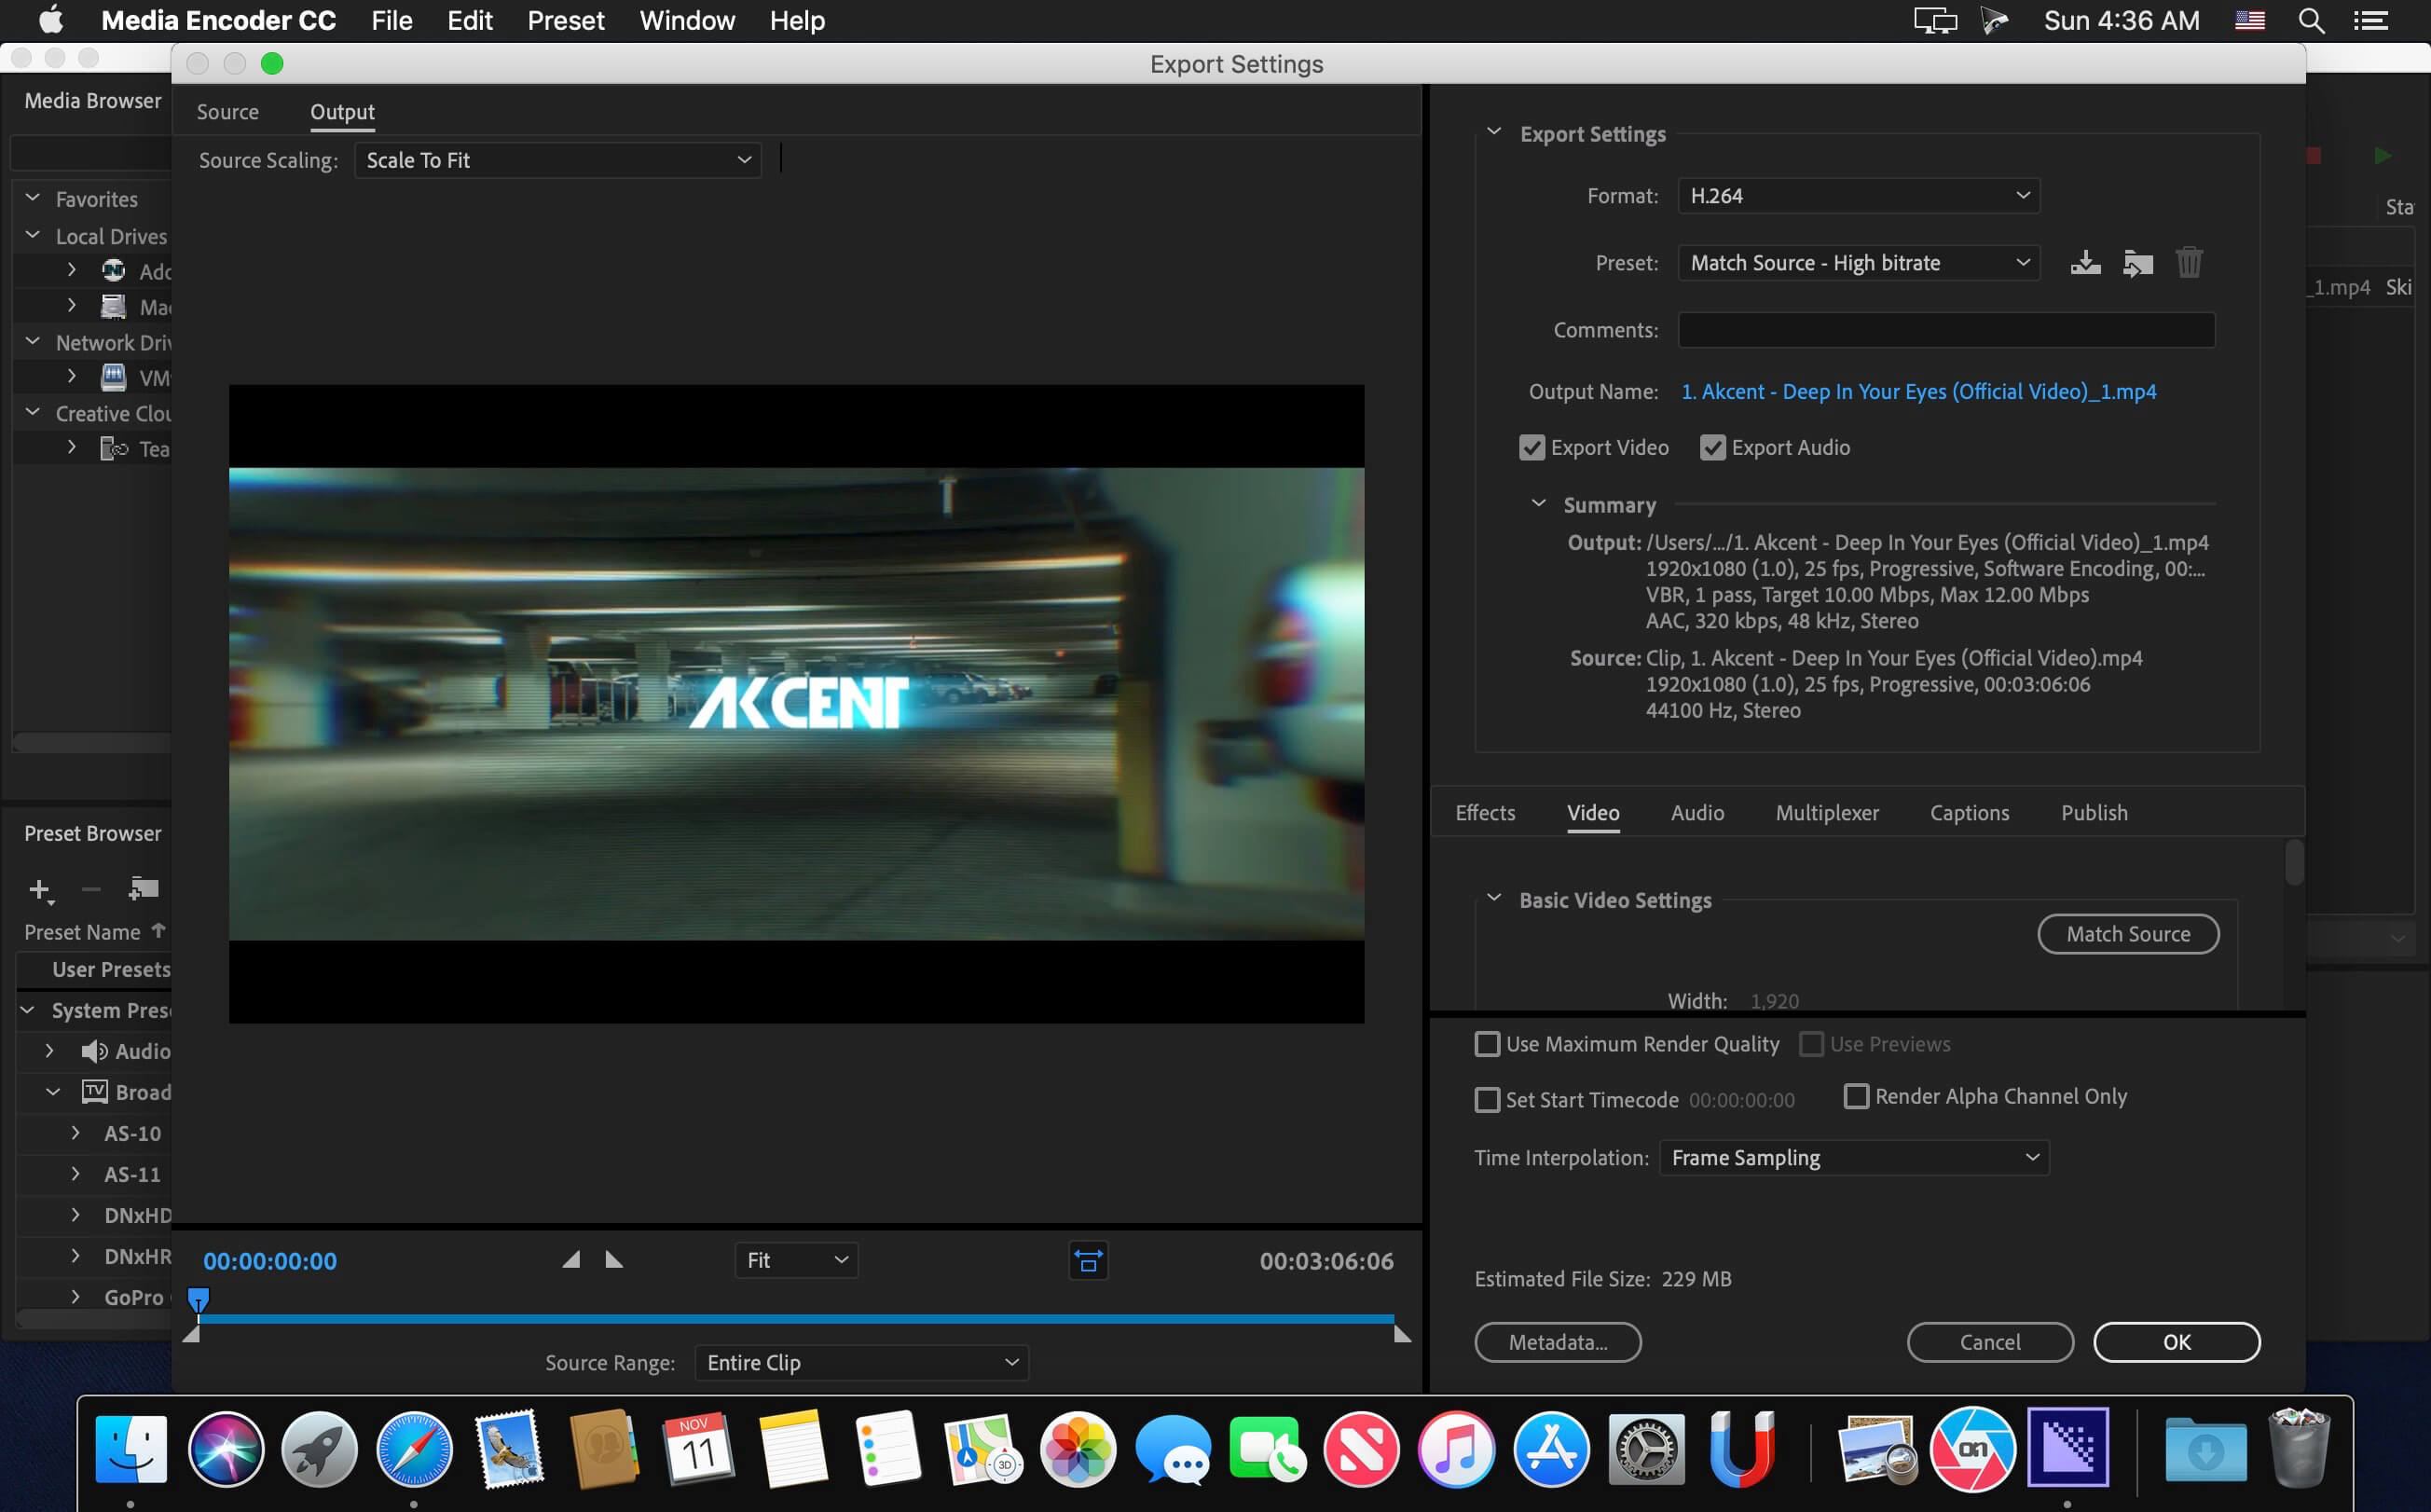 Media Encoder CC File Edit Preset Window Help Sun 4:36 AM
Export Settings
Media Browser
Favorites
Local Drives
Network Driv
Creative Clou
Preset Browser
Preset Name
User Presets
System Pres
Audio
TV Broad
AS-10
AS-11
DNxHD
DNxHR
GoPro
Source Output
Source Scaling: Scale To Fit
AKCENT
00:00:00:00 Fit 00:03:06:06
Source Range: Entire Clip
Export Settings
Format: H.264
Preset: Match Source - High bitrate
Comments:
Output Name: 1. Akcent - Deep In Your Eyes (Official Video)_1.mp4
Export Video Export Audio
Summary
Output: /Users/.../1. Akcent - Deep In Your Eyes (Official Video)_1.mp4
1920x1080 (1.0), 25 fps, Progressive, Software Encoding, 00:...
VBR, 1 pass, Target 10.00 Mbps, Max 12.00 Mbps
AAC, 320 kbps, 48 kHz, Stereo
Source: Clip, 1. Akcent - Deep In Your Eyes (Official Video).mp4
1920x1080 (1.0), 25 fps, Progressive, 00:03:06:06
44100 Hz, Stereo
Effects Video Audio Multiplexer Captions Publish
Basic Video Settings
Match Source
Width: 1,920
Use Maximum Render Quality Use Previews
Set Start Timecode 00:00:00:00 Render Alpha Channel Only
Time Interpolation: Frame Sampling
Estimated File Size: 229 MB
Metadata... Cancel OK
Sta
_1.mp4 Ski
NOV
11
3D
on